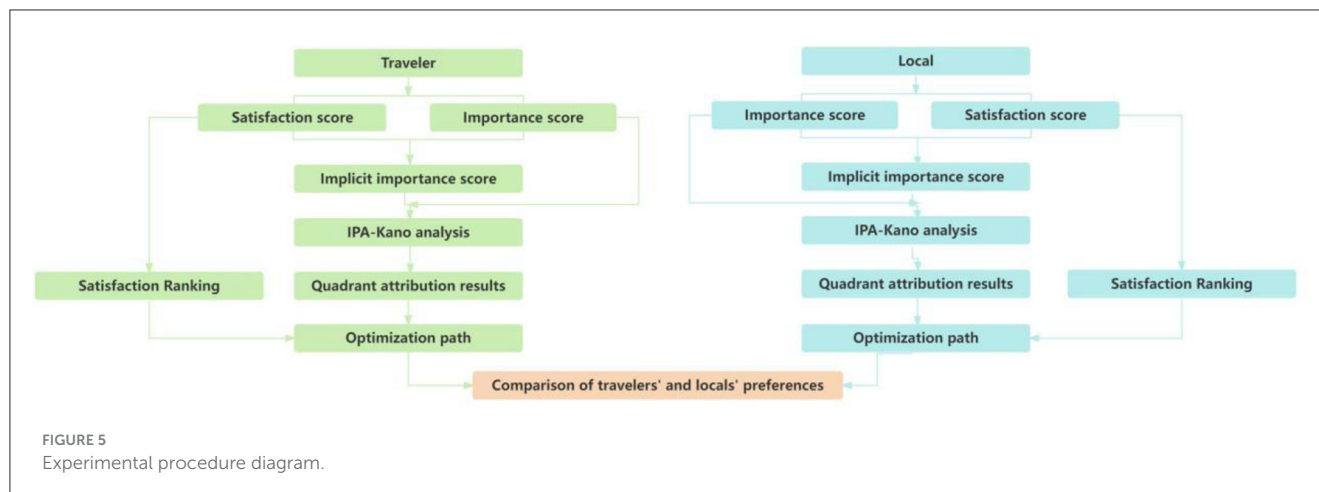 Traveler
Local
Satisfaction score
Importance score
Importance score
Satisfaction score
Implicit importance score
Implicit importance score
IPA-Kano analysis
IPA-Kano analysis
Satisfaction Ranking
Quadrant attribution results
Quadrant attribution results
Satisfaction Ranking
Optimization path
Optimization path
Comparison of travelers' and locals' preferences
FIGURE 5
Experimental procedure diagram.